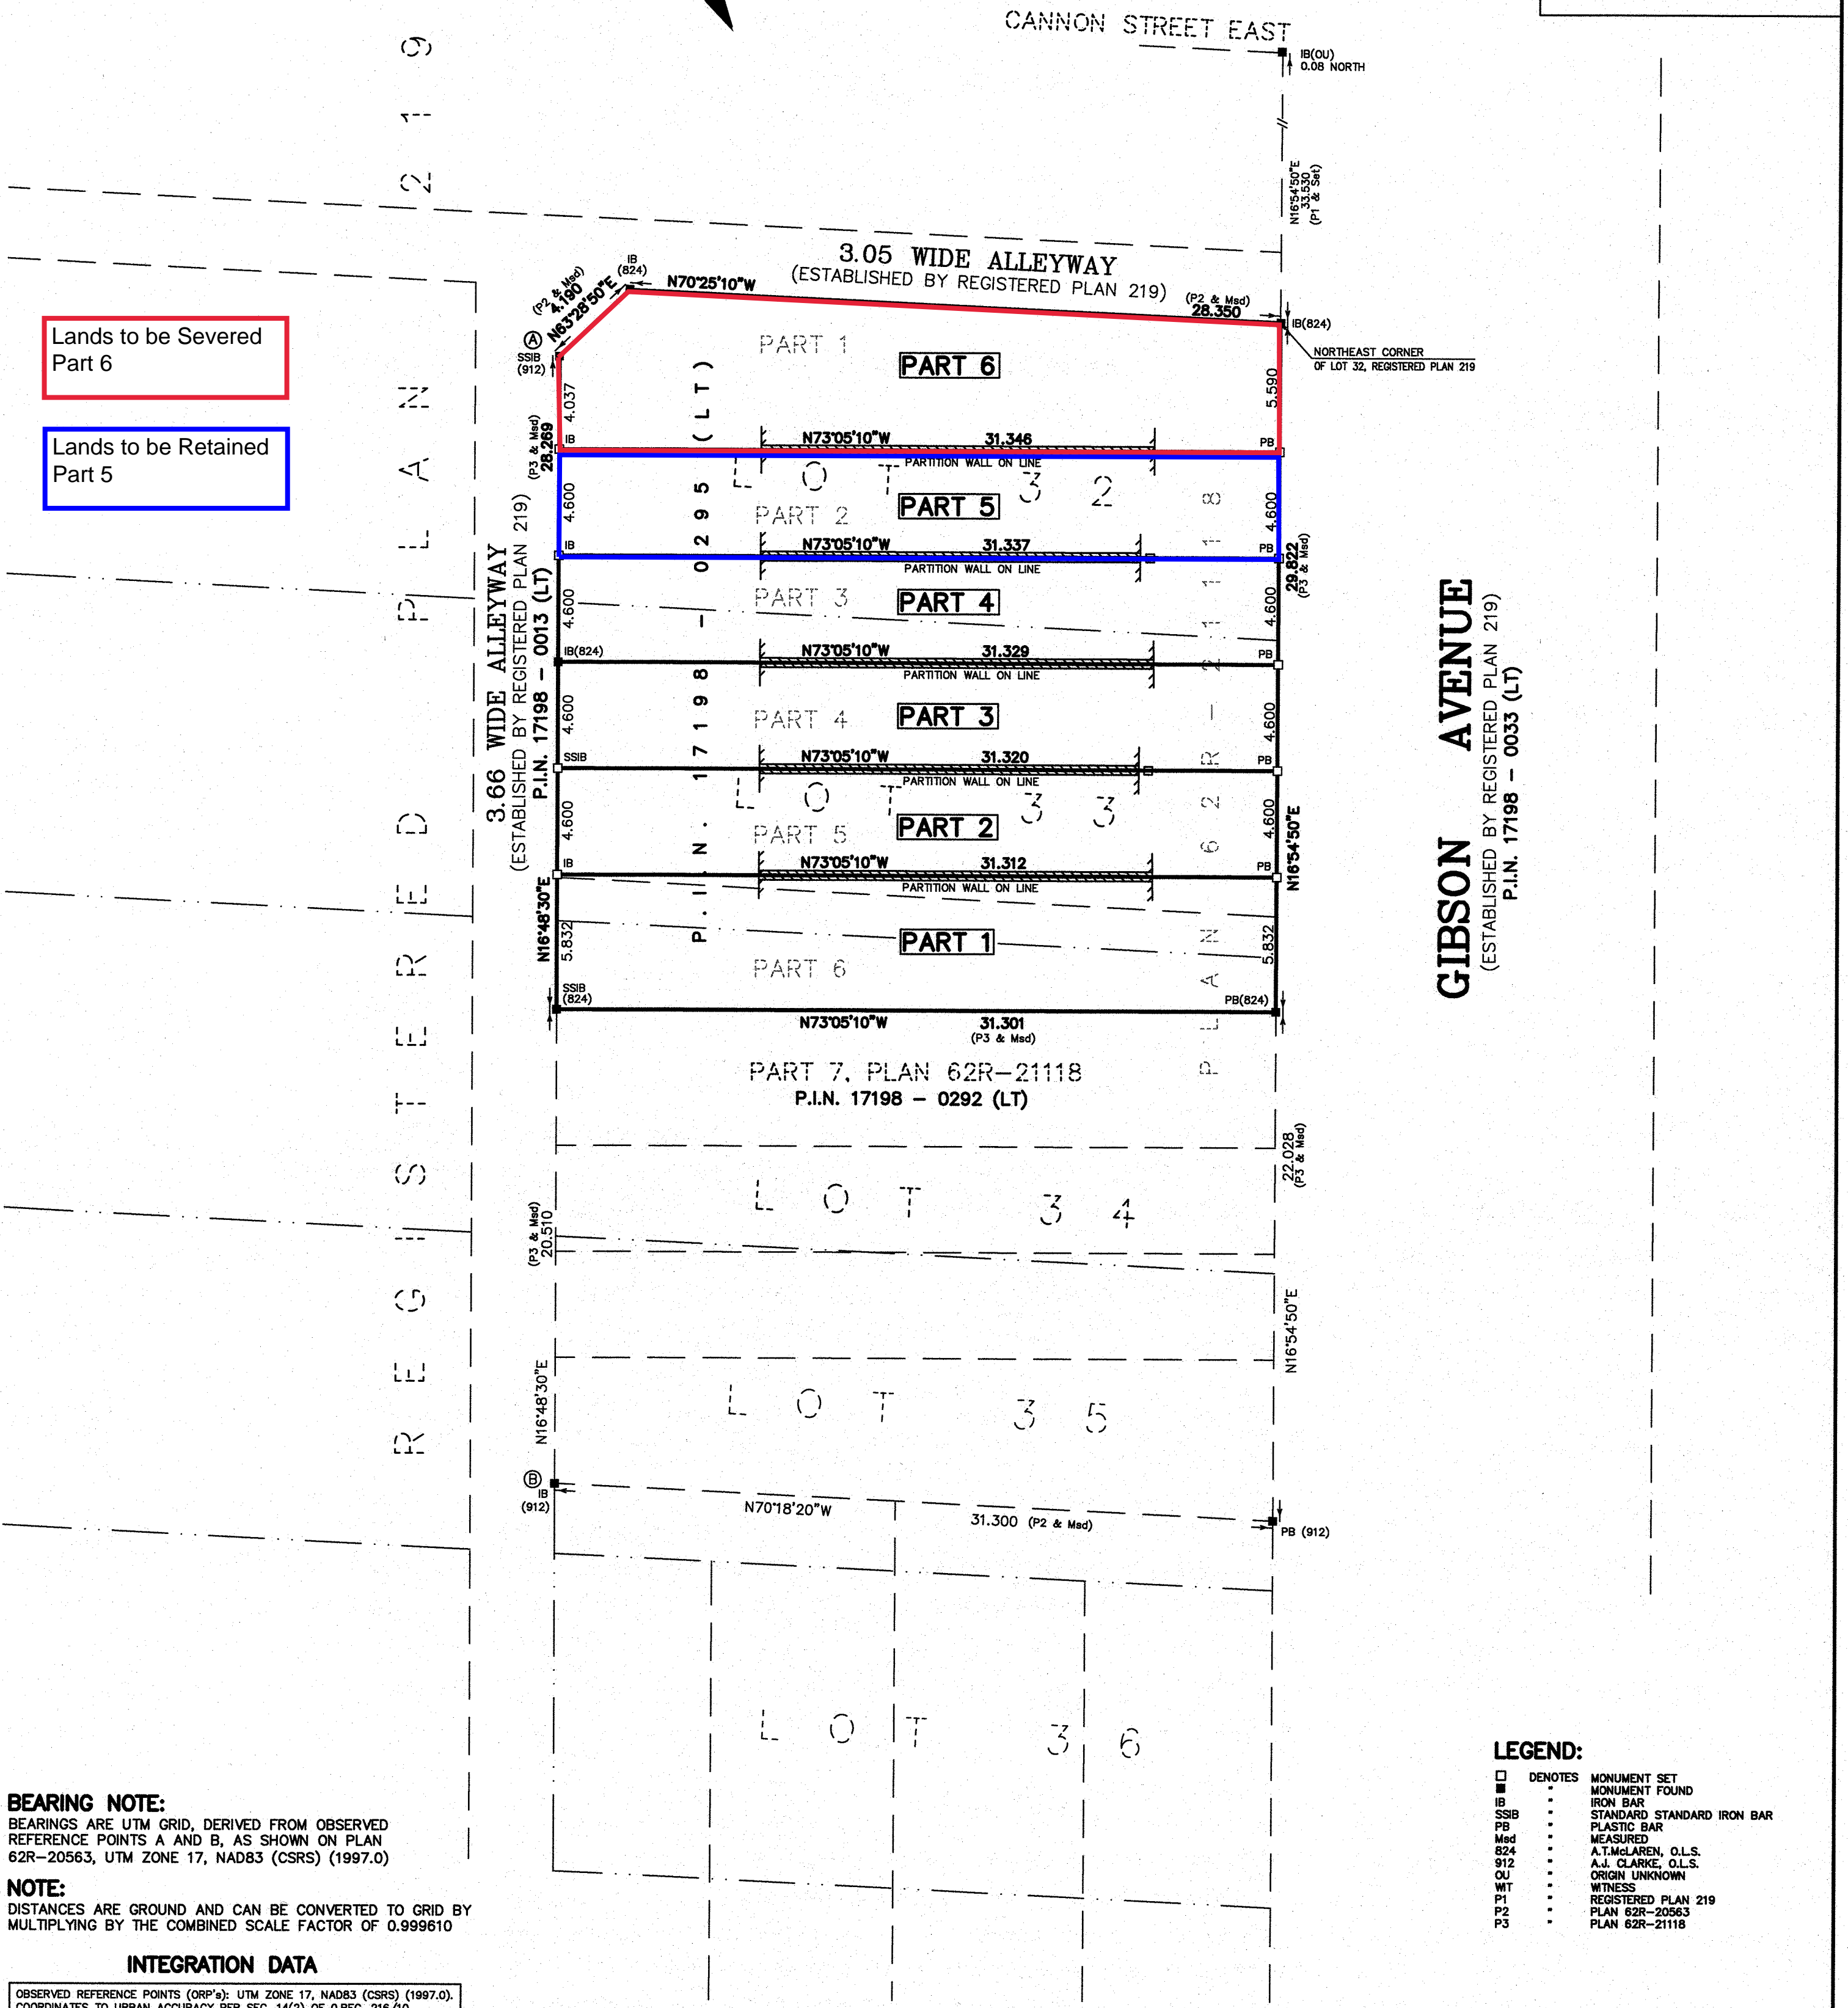 CANNON STREET EAST
IB(OU)
0.08 NORTH
N16°54'50"E
33.530
(P1 & Set)
REGISTERED PLAN 219
3.05 WIDE ALLEYWAY
(ESTABLISHED BY REGISTERED PLAN 219)
Lands to be Severed
Part 6
Lands to be Retained
Part 5
(P2 & Msd)
4.190
N63°28'50"E
IB
(824)
N70°25'10"W
(P2 & Msd)
28.350
IB(824)
NORTHEAST CORNER
OF LOT 32, REGISTERED PLAN 219
A
SSIB
(912)
PART 1
PART 6
4.037
5.590
(P3 & Msd)
28.269
IB
N73°05'10"W 31.346
PB
PARTITION WALL ON LINE
LOT 32
PART 2
PART 5
4.600
4.600
IB
N73°05'10"W 31.337
PB
PARTITION WALL ON LINE
29.822
(P3 & Msd)
PART 3
PART 4
4.600
4.600
IB(824)
N73°05'10"W 31.329
PB
PARTITION WALL ON LINE
PART 4
PART 3
4.600
4.600
SSIB
N73°05'10"W 31.320
PB
PARTITION WALL ON LINE
LOT 33
PART 5
PART 2
4.600
4.600
IB
N73°05'10"W 31.312
PB
PARTITION WALL ON LINE
N16°48'30"E
N16°54'50"E
PART 1
PART 6
5.832
5.832
SSIB
(824)
PB(824)
N73°05'10"W 31.301
(P3 & Msd)
3.66 WIDE ALLEYWAY
(ESTABLISHED BY REGISTERED PLAN 219)
P.I.N. 17198 - 0013 (LT)
P.I.N. 17198 - 0295 (LT)
PLAN 62R-21118
GIBSON AVENUE
(ESTABLISHED BY REGISTERED PLAN 219)
P.I.N. 17198 - 0033 (LT)
PART 7, PLAN 62R-21118
P.I.N. 17198 - 0292 (LT)
22.028
(P3 & Msd)
LOT 34
(P3 & Msd)
20.510
N16°48'30"E
N16°54'50"E
LOT 35
B
IB
(912)
N70°18'20"W
31.300 (P2 & Msd)
PB (912)
LOT 36
BEARING NOTE:
BEARINGS ARE UTM GRID, DERIVED FROM OBSERVED
REFERENCE POINTS A AND B, AS SHOWN ON PLAN
62R-20563, UTM ZONE 17, NAD83 (CSRS) (1997.0)
NOTE:
DISTANCES ARE GROUND AND CAN BE CONVERTED TO GRID BY
MULTIPLYING BY THE COMBINED SCALE FACTOR OF 0.999610
INTEGRATION DATA
OBSERVED REFERENCE POINTS (ORP's): UTM ZONE 17, NAD83 (CSRS) (1997.0).
COORDINATES TO URBAN ACCURACY PER SEC. 14(2) OF O.REG. 216/10
LEGEND:
□ DENOTES MONUMENT SET
■ " MONUMENT FOUND
IB " IRON BAR
SSIB " STANDARD STANDARD IRON BAR
PB " PLASTIC BAR
Msd " MEASURED
824 " A.T.McLAREN, O.L.S.
912 " A.J. CLARKE, O.L.S.
OU " ORIGIN UNKNOWN
WIT " WITNESS
P1 " REGISTERED PLAN 219
P2 " PLAN 62R-20563
P3 " PLAN 62R-21118